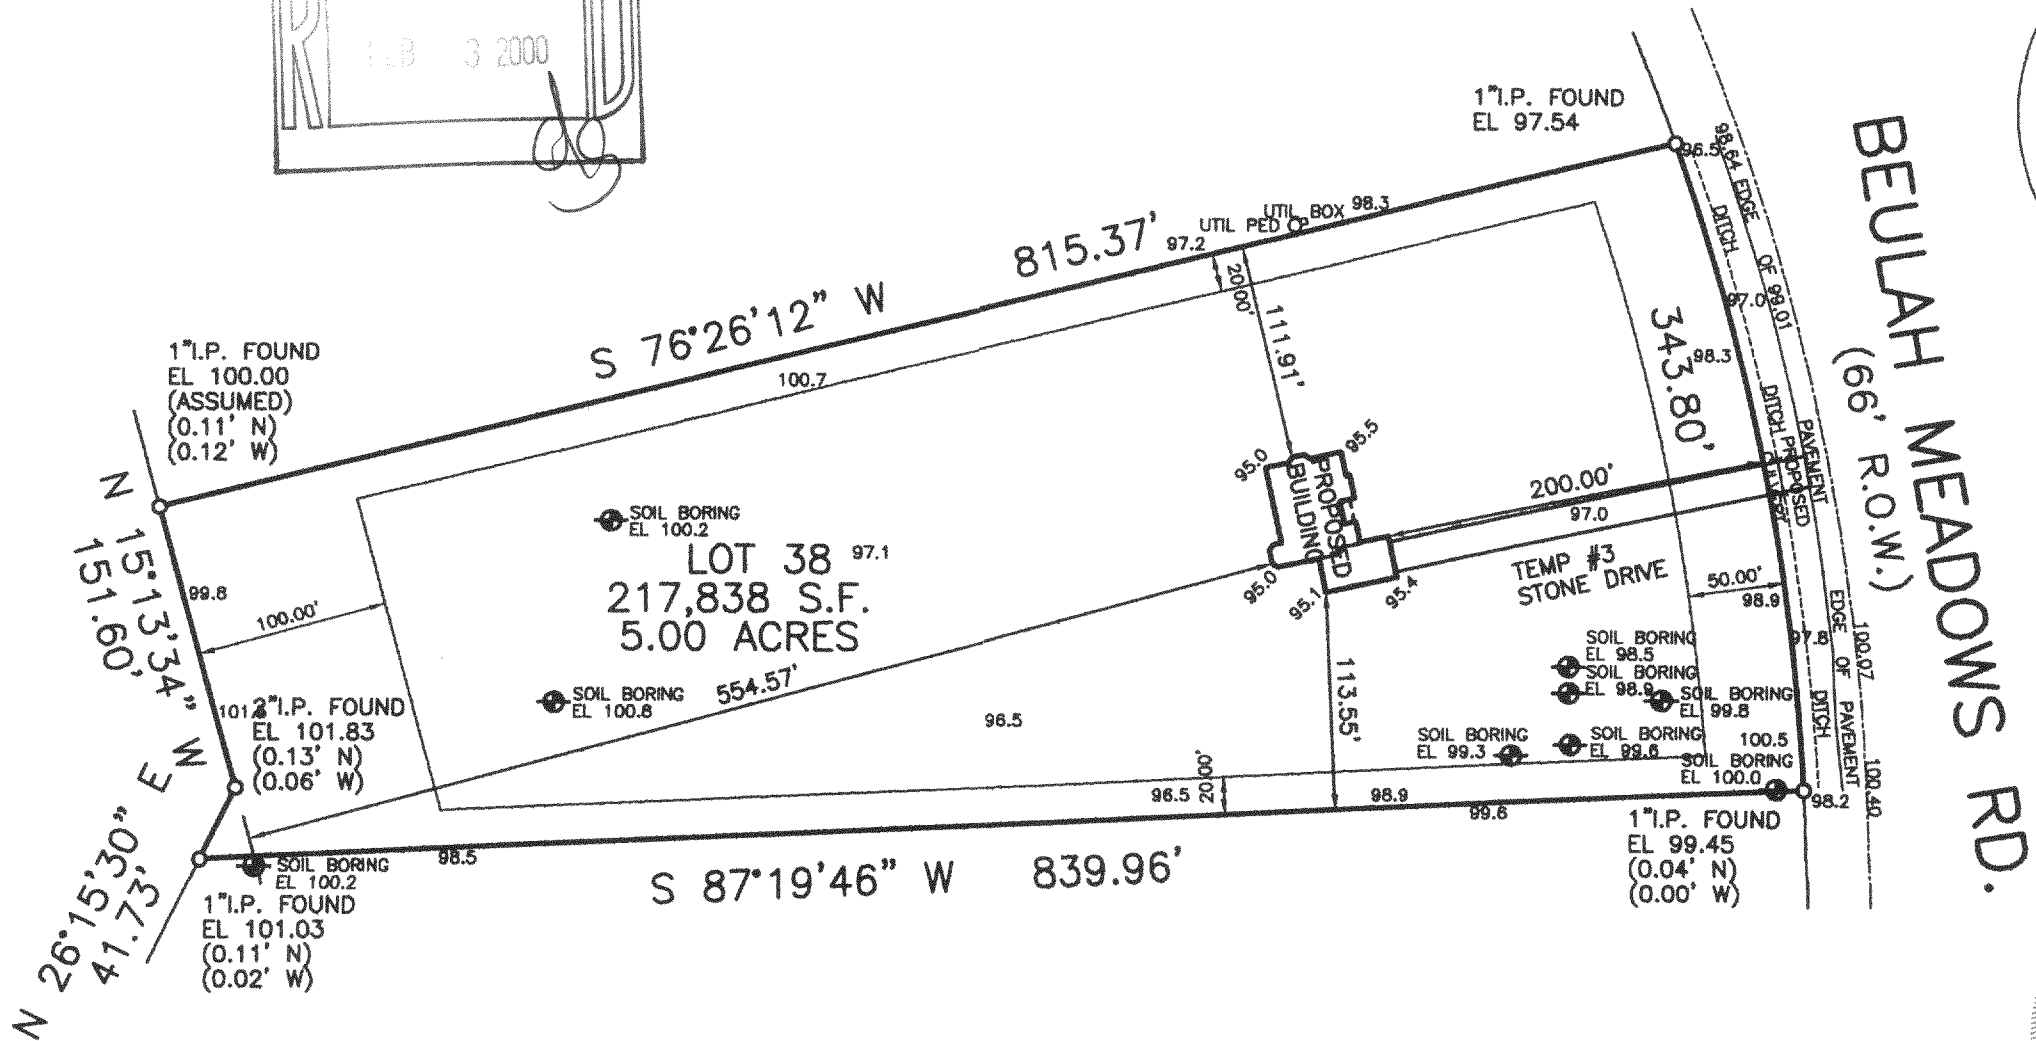 R D
FEB 3 2000
1"I.P. FOUND
EL 97.54
96.5
98.64 EDGE OF 99.01 PAVEMENT
DITCH
BEULAH MEADOWS RD.
(66' R.O.W.)
UTIL BOX 98.3
UTIL PED
97.2
S 76°26'12" W 815.37'
20.00'
111.91'
97.0
98.3
343.80'
1"I.P. FOUND
EL 100.00
(ASSUMED)
(0.11' N)
(0.12' W)
100.7
DITCH PROPOSED
CULVERT
95.0
95.5
PROPOSED
BUILDING
200.00'
97.0
TEMP #3
STONE DRIVE
SOIL BORING
EL 100.2
LOT 38 97.1
217,838 S.F.
5.00 ACRES
N 15°13'34" W
151.60'
99.8
100.00'
95.0
95.1
95.4
50.00'
98.9
97.8
EDGE OF PAVEMENT
100.07
DITCH
100.40
SOIL BORING
EL 98.5
SOIL BORING
EL 98.9
SOIL BORING
EL 99.8
SOIL BORING
EL 99.6
SOIL BORING
EL 99.3
100.5
SOIL BORING
EL 100.0
98.2
554.57'
SOIL BORING
EL 100.8
96.5
113.55'
2"I.P. FOUND
EL 101.83
(0.13' N)
(0.06' W)
N 26°15'30" E
41.73'
96.5
20.00'
98.9
99.6
98.5
SOIL BORING
EL 100.2
S 87°19'46" W 839.96'
1"I.P. FOUND
EL 101.03
(0.11' N)
(0.02' W)
1"I.P. FOUND
EL 99.45
(0.04' N)
(0.00' W)